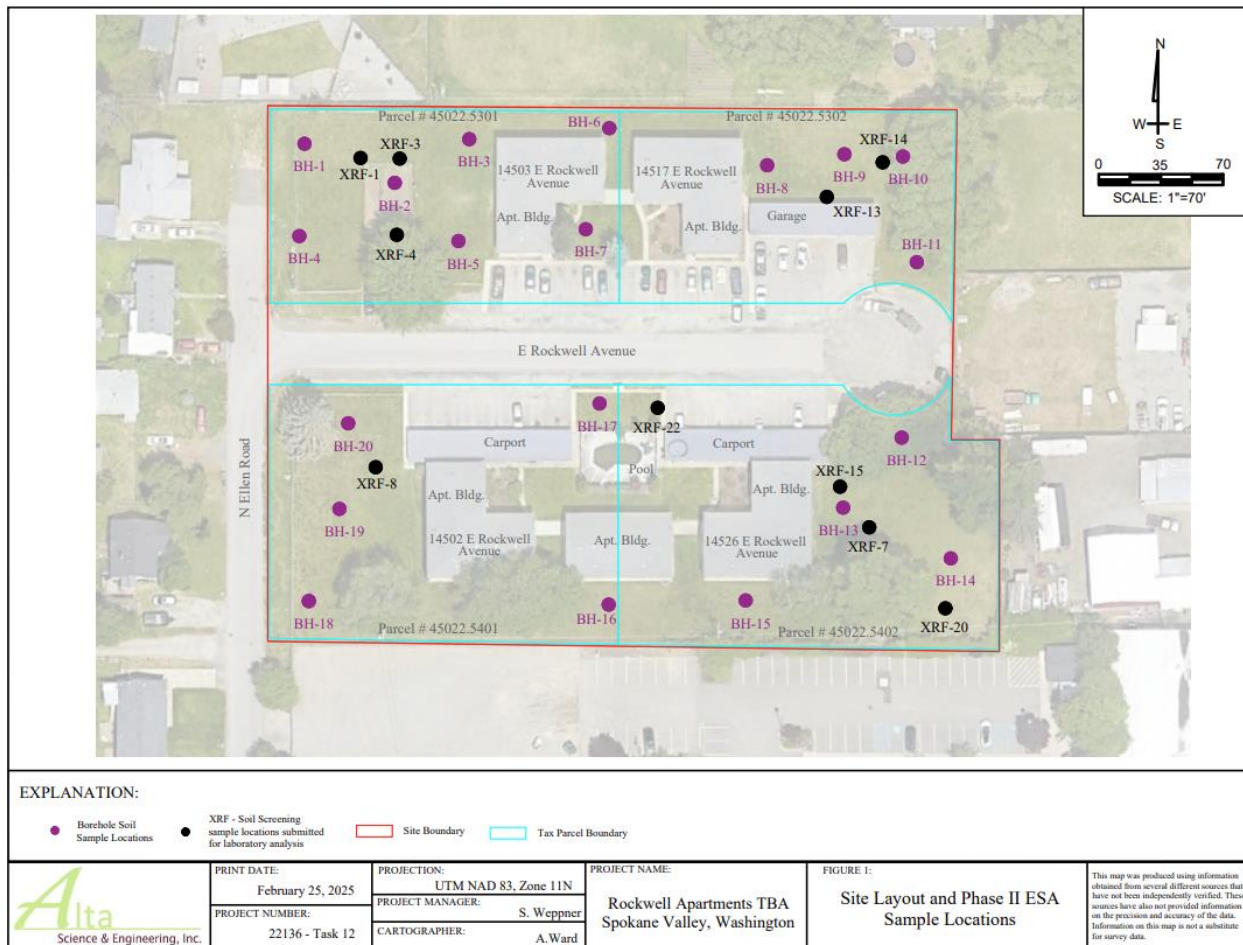 N
W E
S
0 35 70
SCALE: 1"=70'
Parcel # 45022.5301
Parcel # 45022.5302
BH-6
XRF-14
XRF-3
BH-1
XRF-1
BH-3
BH-2
14503 E Rockwell
Avenue
14517 E Rockwell
Avenue
BH-8
BH-9
BH-10
XRF-13
Apt. Bldg.
Apt. Bldg.
Garage
BH-4
XRF-4
BH-5
BH-7
BH-11
E Rockwell Avenue
N Ellen Road
BH-17
XRF-22
BH-20
Carport
Carport
BH-12
Pool
XRF-8
XRF-15
Apt. Bldg.
Apt. Bldg.
BH-19
BH-13
14502 E Rockwell
Avenue
Apt. Bldg.
14526 E Rockwell
Avenue
XRF-7
BH-14
BH-18
Parcel # 45022.5401
BH-16
BH-15
Parcel # 45022.5402
XRF-20
EXPLANATION:
Borehole Soil
Sample Locations
XRF - Soil Screening
sample locations submitted
for laboratory analysis
Site Boundary
Tax Parcel Boundary
Alta
Science & Engineering, Inc.
PRINT DATE:
February 25, 2025
PROJECT NUMBER:
22136 - Task 12
PROJECTION:
UTM NAD 83, Zone 11N
PROJECT MANAGER:
S. Weppner
CARTOGRAPHER:
A.Ward
PROJECT NAME:
Rockwell Apartments TBA
Spokane Valley, Washington
FIGURE 1:
Site Layout and Phase II ESA
Sample Locations
This map was produced using information
obtained from several different sources that
have not been independently verified. These
sources have also not provided information
on the precision and accuracy of the data.
Information on this map is not a substitute
for survey data.